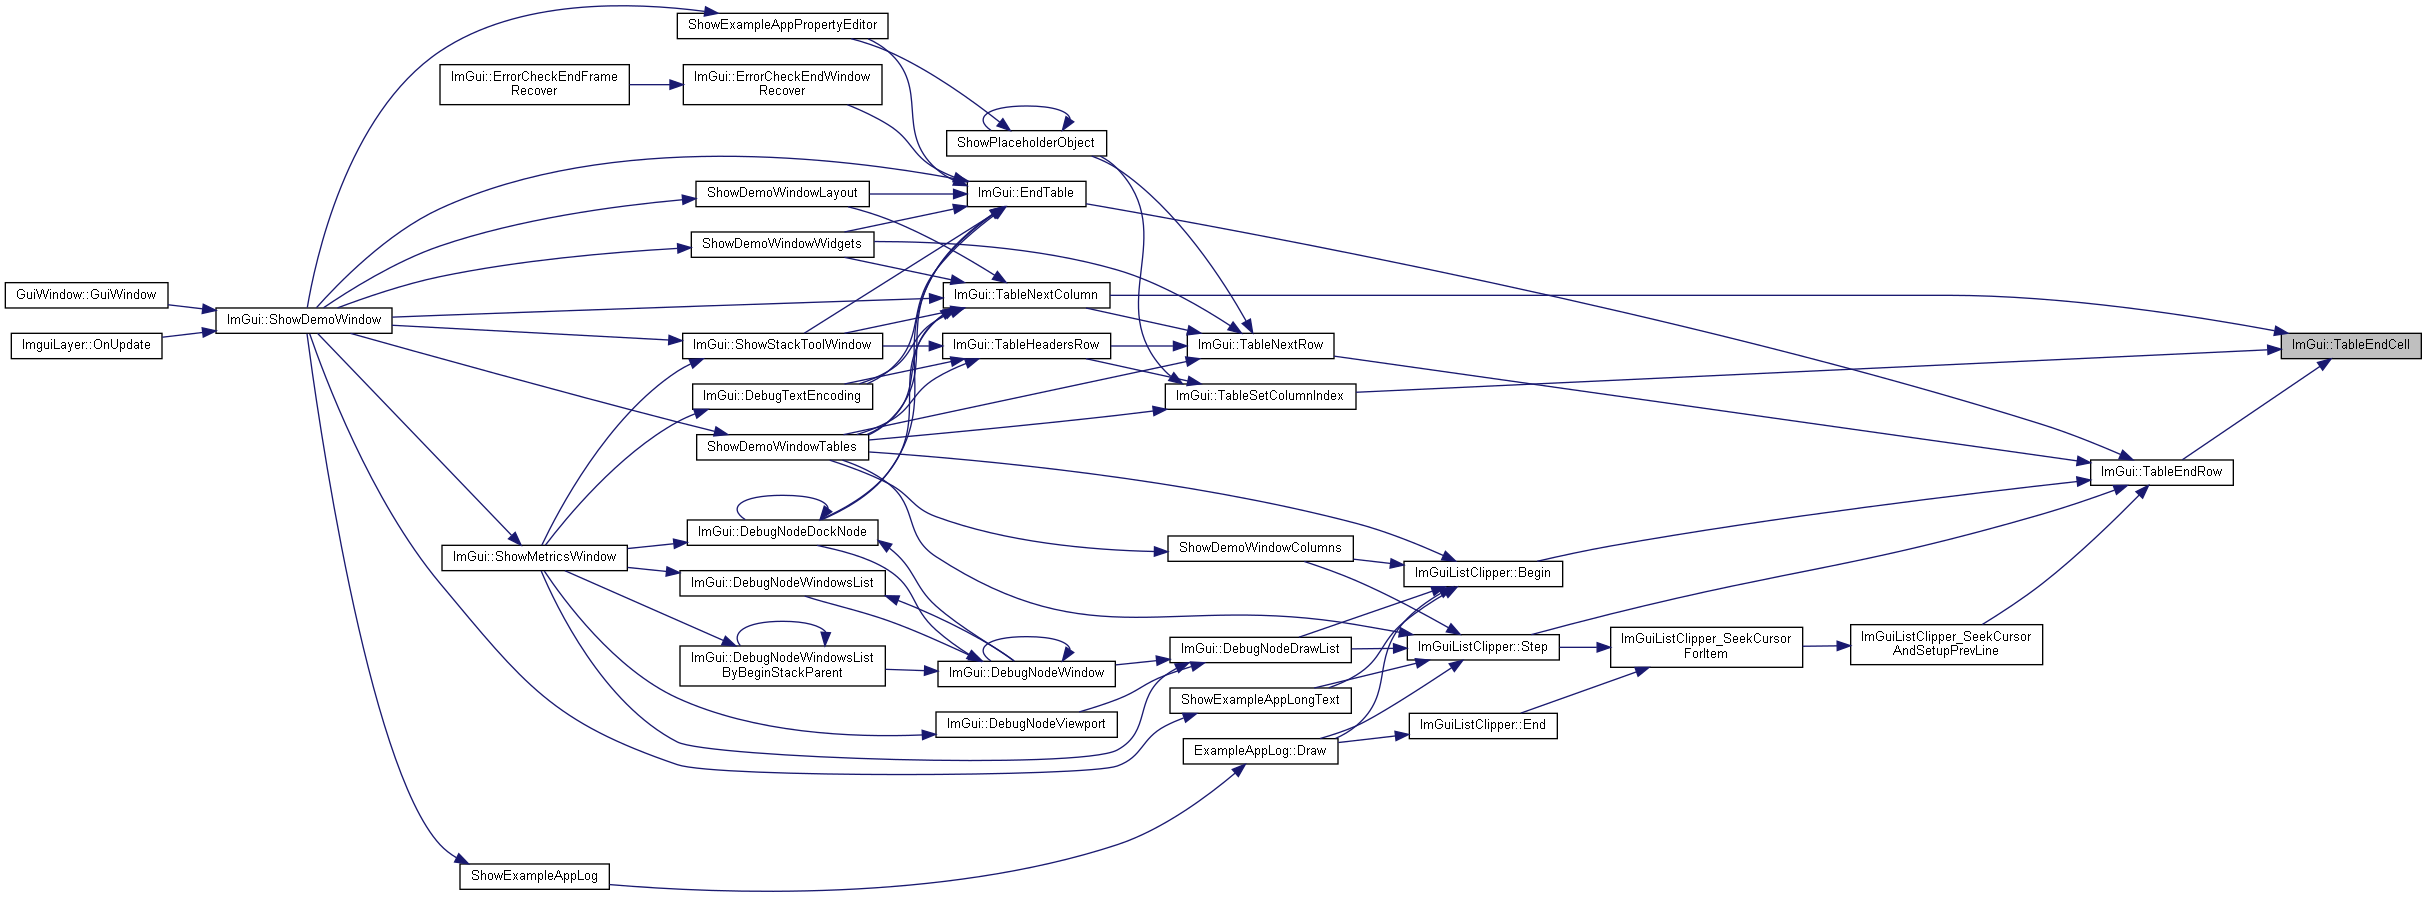 ShowExampleAppPropertyEditor
ImGui::ErrorCheckEndFrame
Recover
ImGui::ErrorCheckEndWindow
Recover
ShowPlaceholderObject
ShowDemoWindowLayout
ImGui::EndTable
ShowDemoWindowWidgets
GuiWindow::GuiWindow
ImGui::TableNextColumn
ImGui::ShowDemoWindow
ImguiLayer::OnUpdate
ImGui::ShowStackToolWindow
ImGui::TableHeadersRow
ImGui::TableNextRow
ImGui::TableEndCell
ImGui::DebugTextEncoding
ImGui::TableSetColumnIndex
ShowDemoWindowTables
ImGui::TableEndRow
ImGui::DebugNodeDockNode
ShowDemoWindowColumns
ImGui::ShowMetricsWindow
ImGuiListClipper::Begin
ImGui::DebugNodeWindowsList
ImGui::DebugNodeWindowsList
ByBeginStackParent
ImGui::DebugNodeWindow
ImGui::DebugNodeDrawList
ImGuiListClipper::Step
ImGuiListClipper_SeekCursor
ForItem
ImGuiListClipper_SeekCursor
AndSetupPrevLine
ShowExampleAppLongText
ImGui::DebugNodeViewport
ImGuiListClipper::End
ExampleAppLog::Draw
ShowExampleAppLog